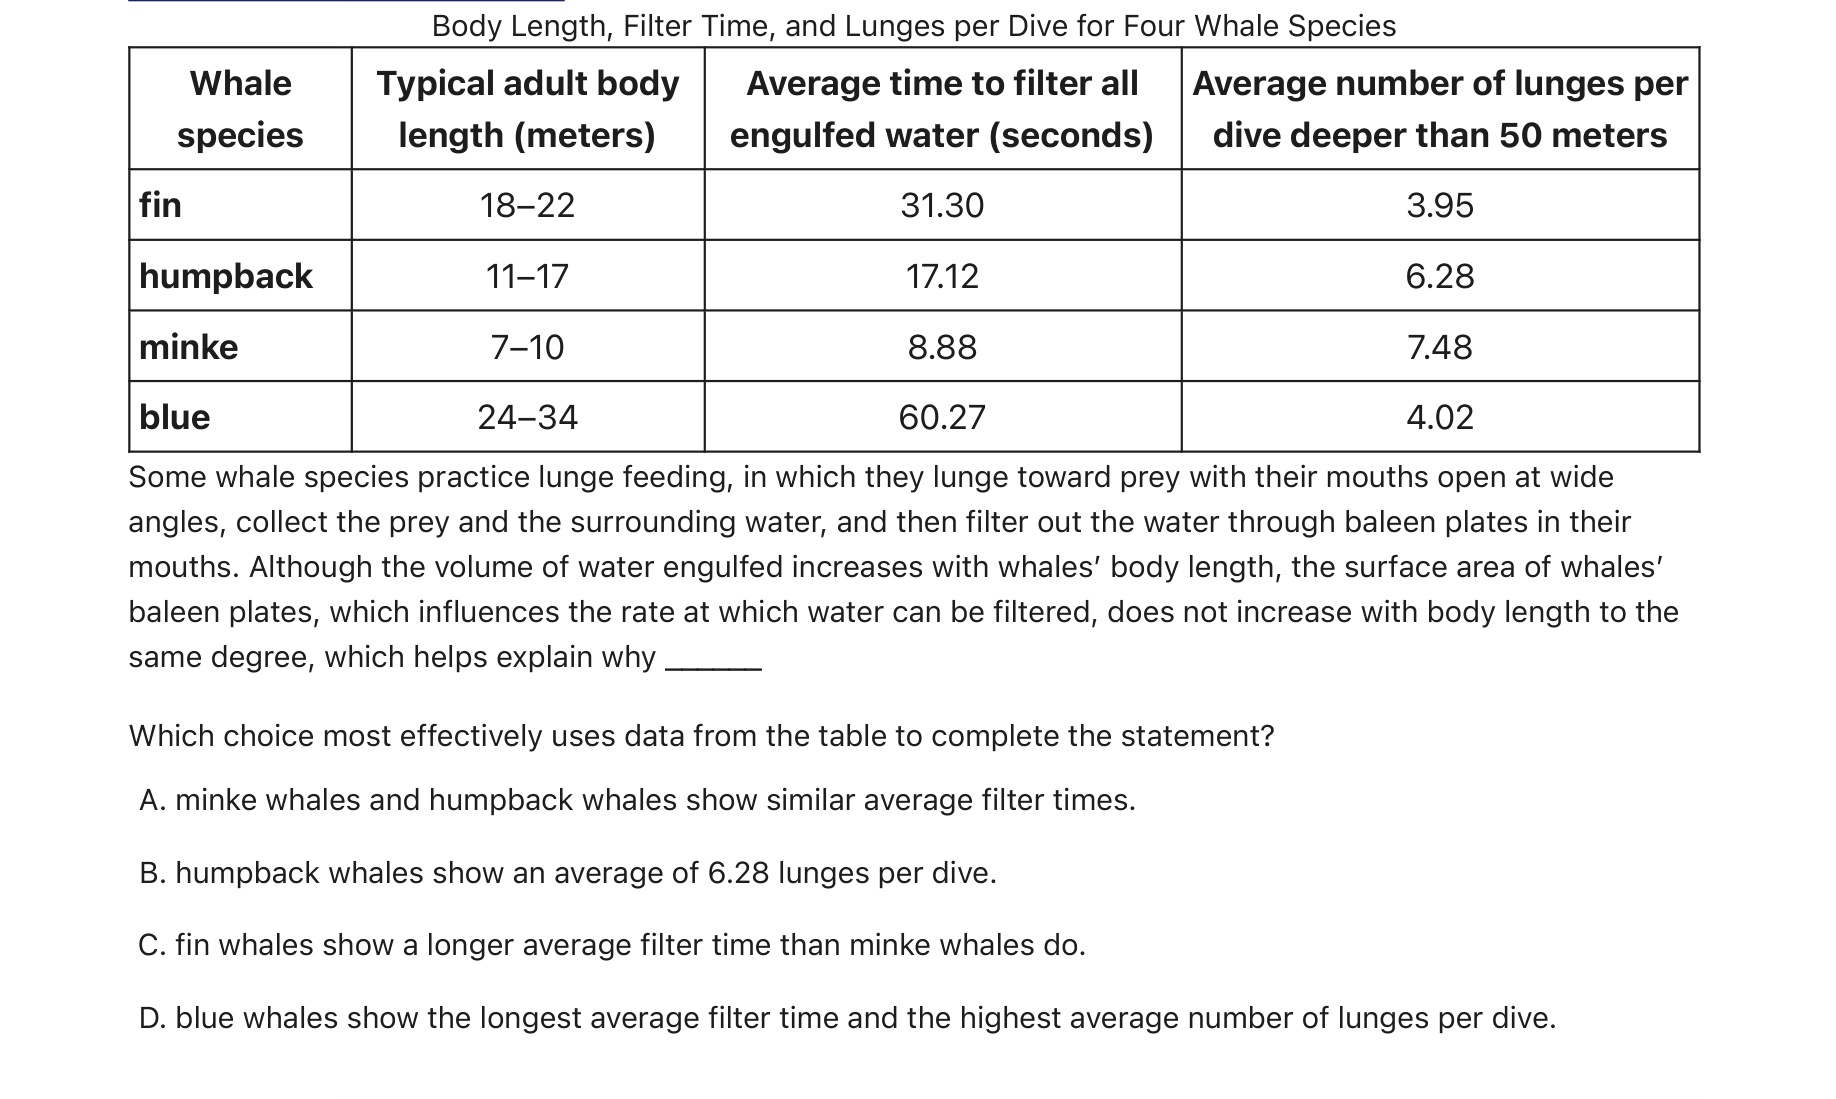 Body Length, Filter Time, and Lunges per Dive for Four Whale Species
Whale species | Typical adult body length (meters) | Average time to filter all engulfed water (seconds) | Average number of lunges per dive deeper than 50 meters
fin | 18–22 | 31.30 | 3.95
humpback | 11–17 | 17.12 | 6.28
minke | 7–10 | 8.88 | 7.48
blue | 24–34 | 60.27 | 4.02
Some whale species practice lunge feeding, in which they lunge toward prey with their mouths open at wide
angles, collect the prey and the surrounding water, and then filter out the water through baleen plates in their
mouths. Although the volume of water engulfed increases with whales’ body length, the surface area of whales’
baleen plates, which influences the rate at which water can be filtered, does not increase with body length to the
same degree, which helps explain why ______
Which choice most effectively uses data from the table to complete the statement?
A. minke whales and humpback whales show similar average filter times.
B. humpback whales show an average of 6.28 lunges per dive.
C. fin whales show a longer average filter time than minke whales do.
D. blue whales show the longest average filter time and the highest average number of lunges per dive.